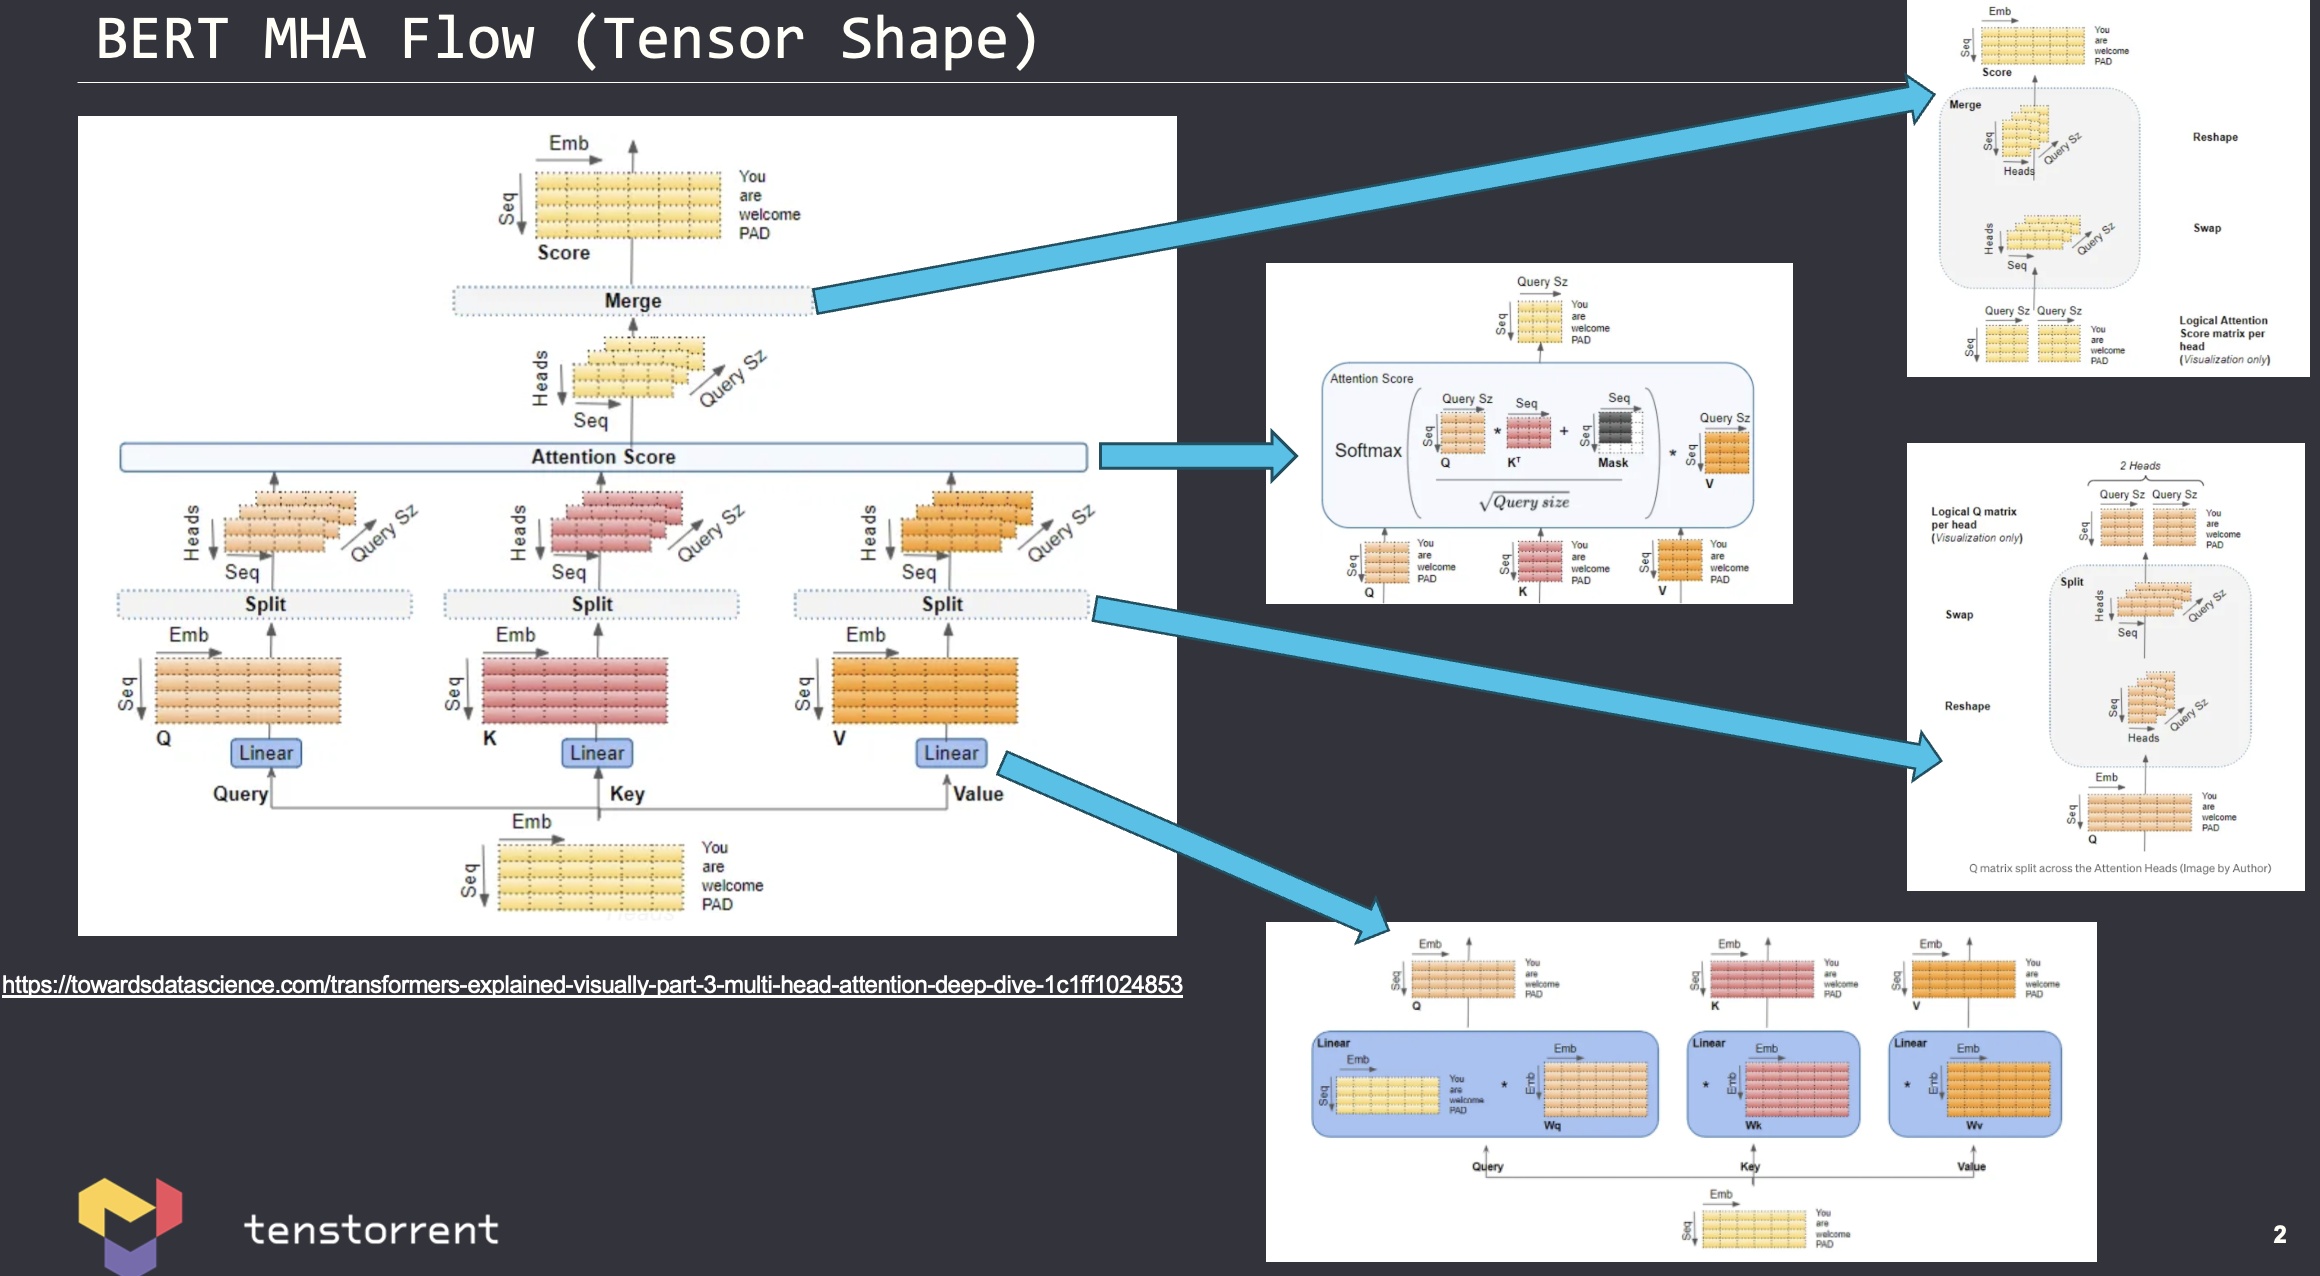 BERT MHA Flow (Tensor Shape)
Emb
Seq
You
are
welcome
PAD
Score
Merge
Heads
Seq
Query Sz
Attention Score
Heads
Seq
Query Sz
Heads
Seq
Query Sz
Heads
Seq
Query Sz
Split
Split
Split
Emb
Seq
Q
Emb
Seq
K
Emb
Seq
V
Linear
Linear
Linear
Query
Key
Value
Emb
Seq
You
are
welcome
PAD
Heads
https://towardsdatascience.com/transformers-explained-visually-part-3-multi-head-attention-deep-dive-1c1ff1024853
tenstorrent
Query Sz
Seq
You
are
welcome
PAD
Attention Score
Softmax
Query Sz
Seq
Q
*
Seq
Kᵀ
+
Seq
Seq
Mask
√Query size
*
Query Sz
Seq
V
Seq
You
are
welcome
PAD
Q
Seq
You
are
welcome
PAD
K
Seq
You
are
welcome
PAD
V
Emb
Seq
You
are
welcome
PAD
Score
Merge
Seq
Heads
Query Sz
Reshape
Heads
Seq
Query Sz
Swap
Query Sz
Query Sz
Seq
You
are
welcome
PAD
Logical Attention
Score matrix per
head
(Visualization only)
2 Heads
Query Sz
Query Sz
Logical Q matrix
per head
(Visualization only)
Seq
You
are
welcome
PAD
Split
Heads
Seq
Query Sz
Swap
Seq
Heads
Query Sz
Reshape
Emb
Seq
You
are
welcome
PAD
Q
Q matrix split across the Attention Heads (Image by Author)
Emb
Seq
You
are
welcome
PAD
Q
Emb
Seq
You
are
welcome
PAD
K
Emb
Seq
You
are
welcome
PAD
V
Linear
Emb
Seq
You
are
welcome
PAD
*
Emb
Emb
Wq
Linear
*
Emb
Emb
Wk
Linear
*
Emb
Emb
Wv
Query
Key
Value
Emb
Seq
You
are
welcome
PAD
2